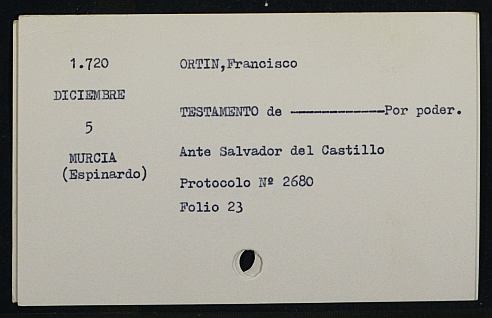 1.720
DICIEMBRE
5
MURCIA
(Espinardo)
ORTIN,Francisco
TESTAMENTO de -------------Por poder.
Ante Salvador del Castillo
Protocolo Nº 2680
Folio 23